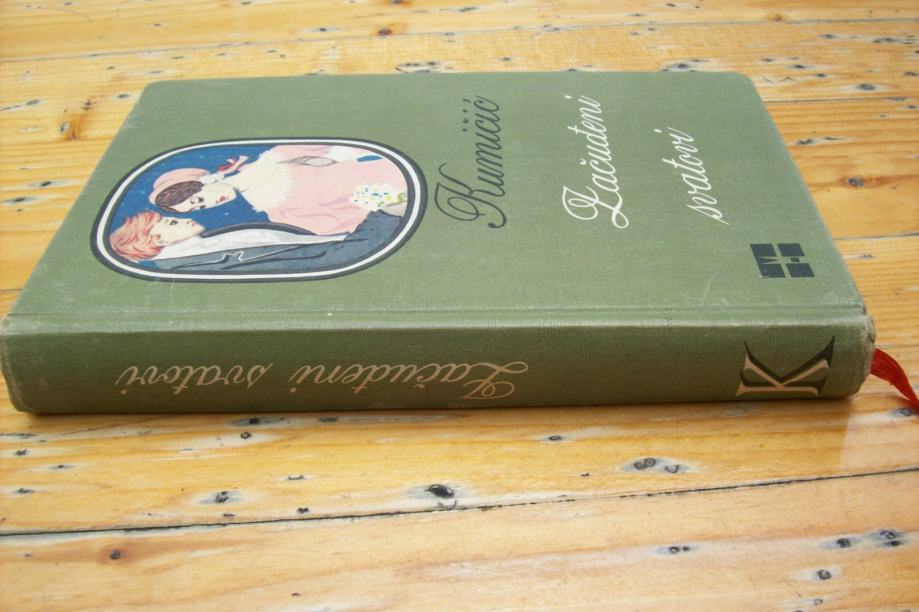 Kumičić
Začuđeni
svatovi
Začuđeni svatovi
K